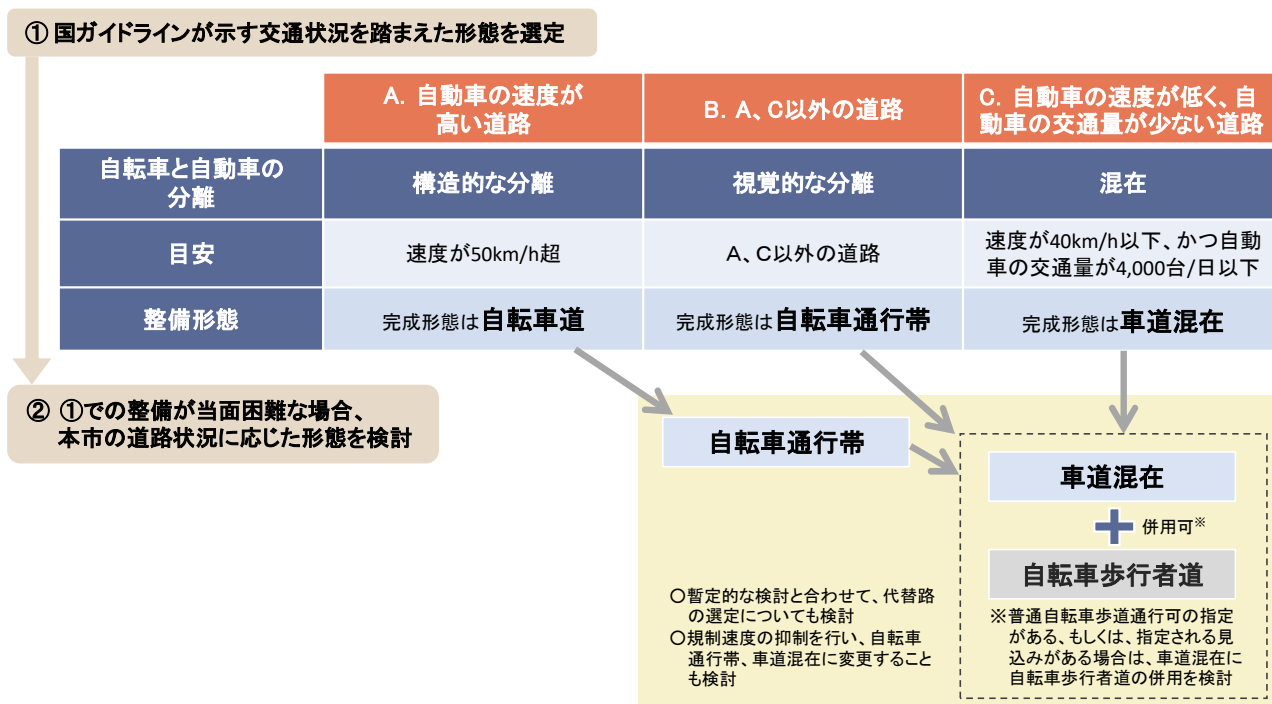 ① 国ガイドラインが示す交通状況を踏まえた形態を選定
A. 自動車の速度が
高い道路
B. A、C以外の道路
C. 自動車の速度が低く、自
動車の交通量が少ない道路
自転車と自動車の
分離
構造的な分離
視覚的な分離
混在
目安
速度が50km/h超
A、C以外の道路
速度が40km/h以下、かつ自動
車の交通量が4,000台/日以下
整備形態
完成形態は自転車道
完成形態は自転車通行帯
完成形態は車道混在
② ①での整備が当面困難な場合、
本市の道路状況に応じた形態を検討
自転車通行帯
車道混在
併用可※
自転車歩行者道
○暫定的な検討と合わせて、代替路
の選定についても検討
○規制速度の抑制を行い、自転車
通行帯、車道混在に変更すること
も検討
※普通自転車歩道通行可の指定
がある、もしくは、指定される見
込みがある場合は、車道混在に
自転車歩行者道の併用を検討